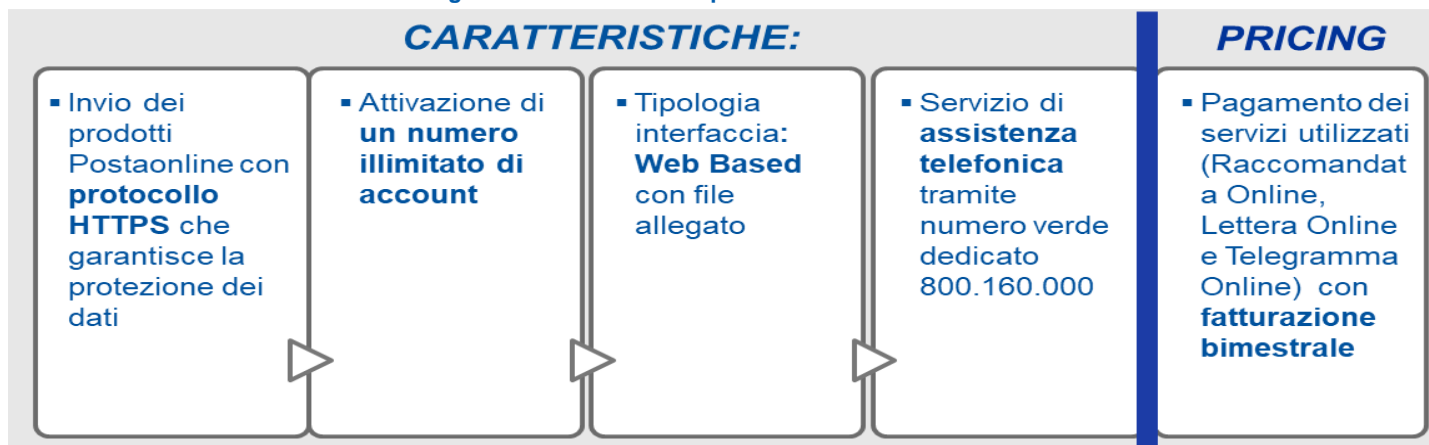 CARATTERISTICHE:
PRICING
▪ Invio dei
prodotti
Postaonline con
protocollo
HTTPS che
garantisce la
protezione dei
dati
▪ Attivazione di
un numero
illimitato di
account
▪ Tipologia
interfaccia: 
Web Based
con file
allegato
▪ Servizio di
assistenza
telefonica
tramite
numero verde
dedicato
800.160.000
▪ Pagamento dei
servizi utilizzati
(Raccomandat
a Online,
Lettera Online
e Telegramma
Online) con
fatturazione
bimestrale